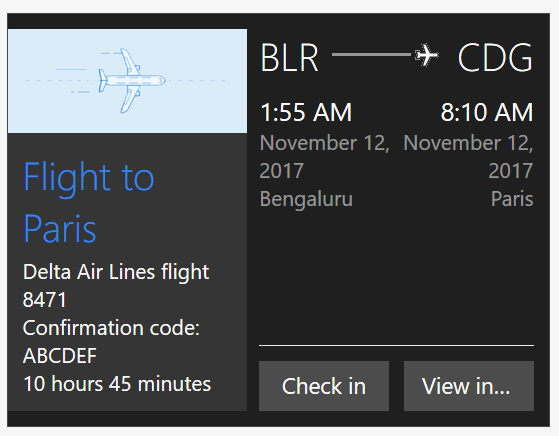 Flight to
Paris
Delta Air Lines flight
8471
Confirmation code:
ABCDEF
10 hours 45 minutes
BLR CDG
1:55 AM 8:10 AM
November 12, November 12,
2017 2017
Bengaluru Paris
Check in View in...